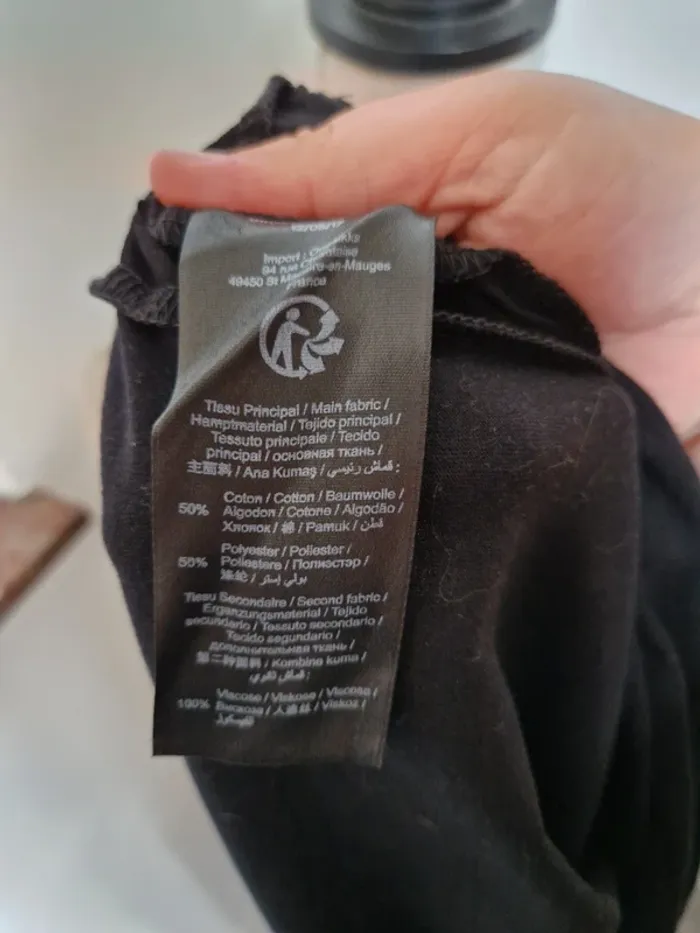 Import :
94 rue
49450 St
France
Tissu Principal / Main fabric /
Hamptmaterial / Tejido principal /
Tessuto principale / Tecido
principal / основная ткань /
主面料 / Ana Kumaş / قماش رئيسي :
Coton / Cotton / Baumwolle /
50% Algodon / Cotone / Algodão /
Хлопок / 棉 / Pamuk / قطن
Polyester / Poliester /
50% Poliestere / Полиэстер /
涤纶 / بولي إستر /
Tissu Secondaire / Second fabric /
Ergänzungsmaterial / Tejido
secundario / Tessuto secondario /
Tecido segundario /
дополнительная ткань /
第二种面料 / Kombine kuma /
قماش ثانوي :
Viscose / Viskose / Viscosa /
100% Вискоза / 人造丝 / Viskoz /